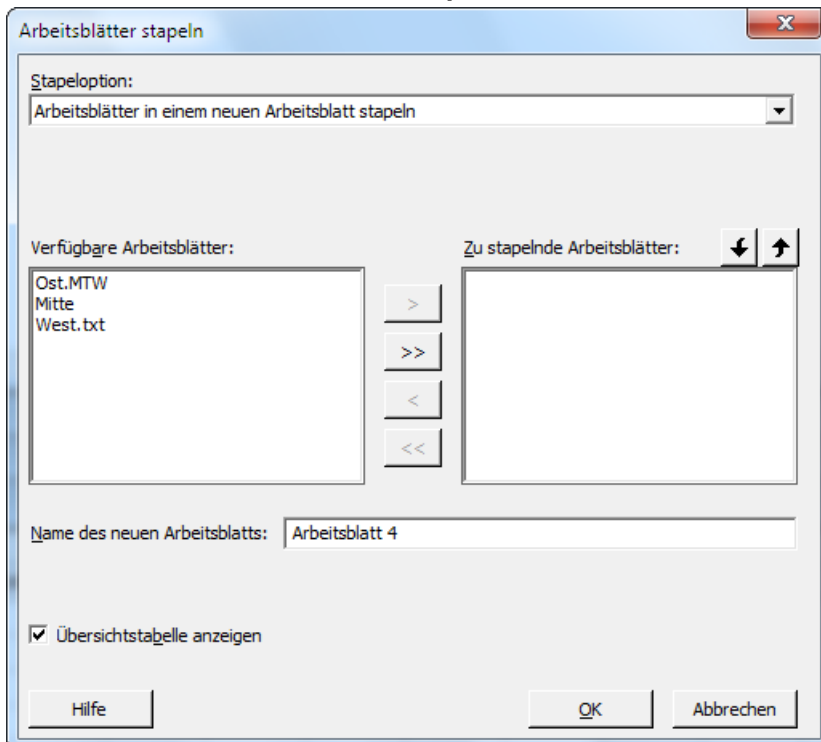 Arbeitsblätter stapeln
X
Stapeloption:
Arbeitsblätter in einem neuen Arbeitsblatt stapeln
Verfügbare Arbeitsblätter:
Zu stapelnde Arbeitsblätter:
Ost.MTW
Mitte
West.txt
>
>>
<
<<
Name des neuen Arbeitsblatts: Arbeitsblatt 4
Übersichtstabelle anzeigen
Hilfe
OK
Abbrechen